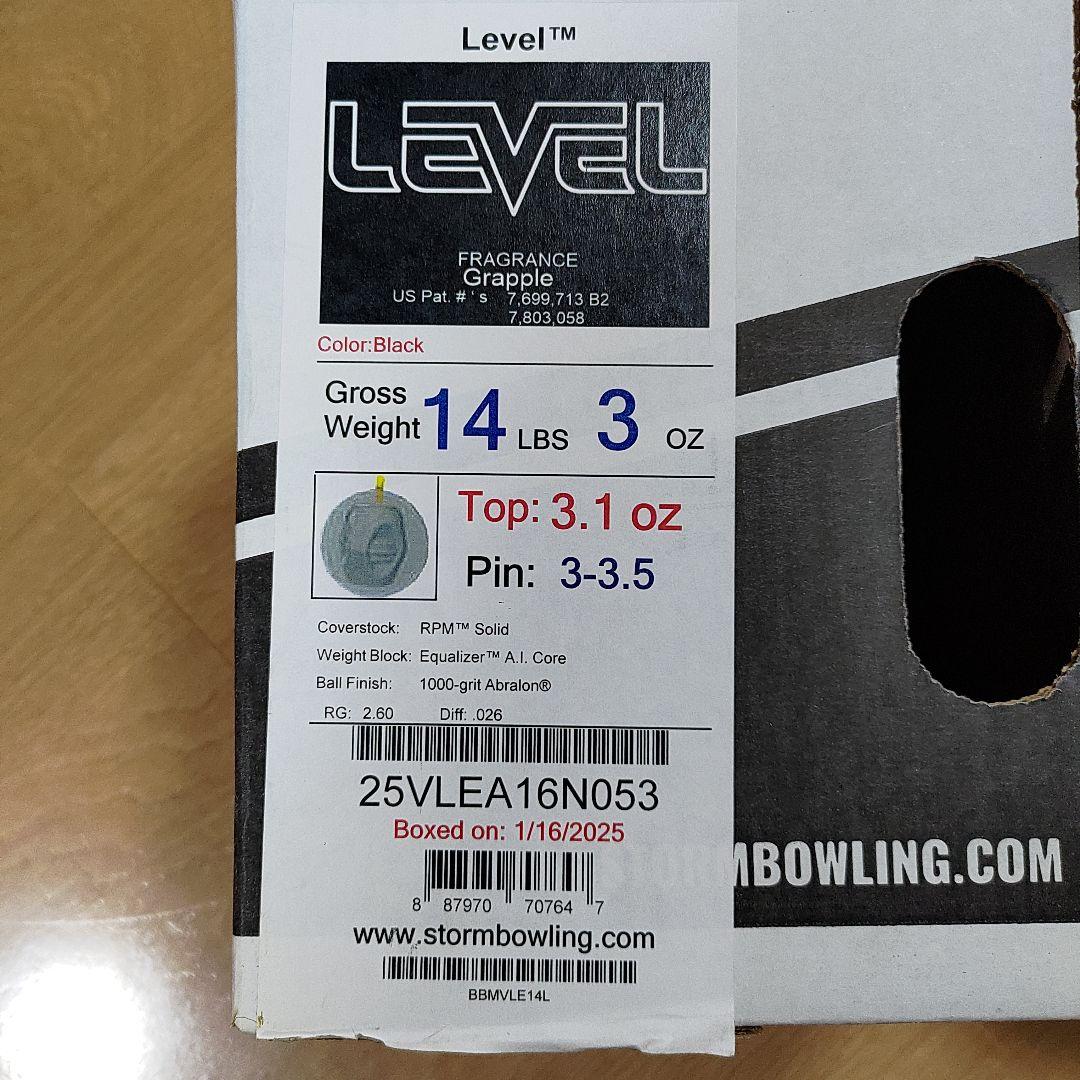 Level™
LEVEL
FRAGRANCE
Grapple
US Pat. # ' s 7,699,713 B2
7,803,058
Color:Black
Gross Weight 14 LBS 3 OZ
Top: 3.1 oz
Pin: 3-3.5
Coverstock: RPM™ Solid
Weight Block: Equalizer™ A.I. Core
Ball Finish: 1000-grit Abralon®
RG: 2.60 Diff: .026
25VLEA16N053
Boxed on: 1/16/2025
8 87970 70764 7
www.stormbowling.com
BBMVLE14L
STORMBOWLING.COM